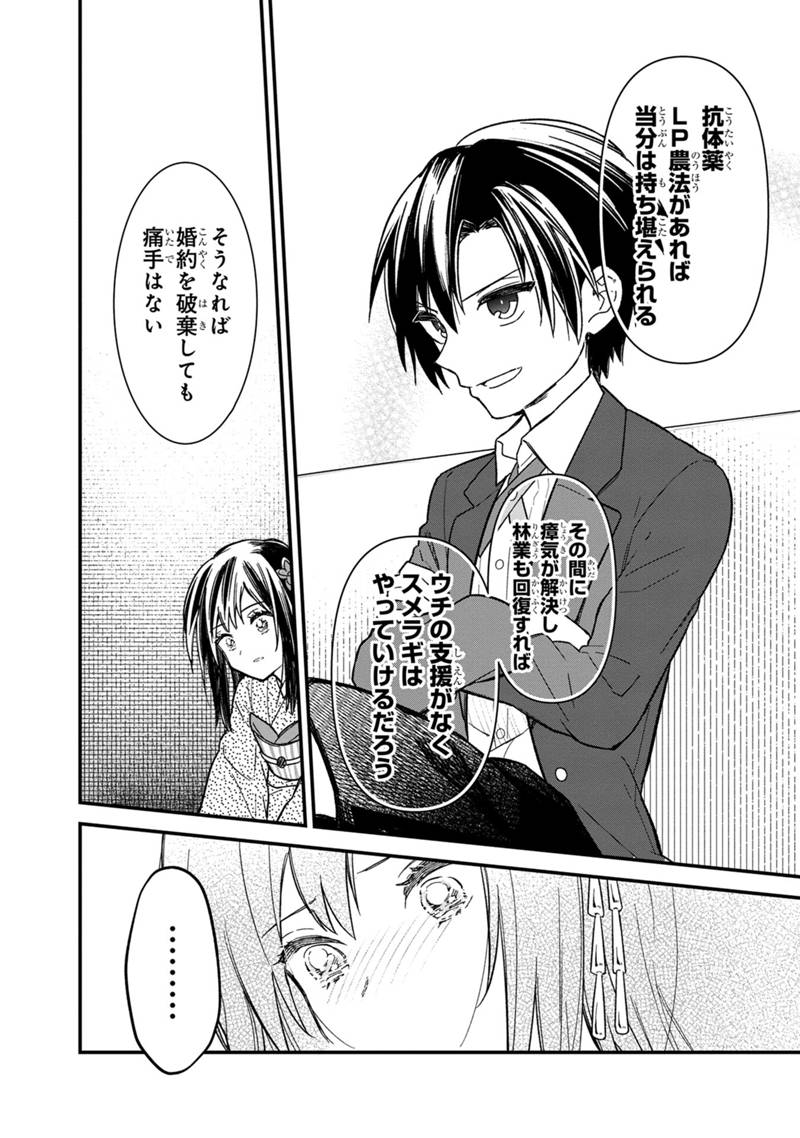 抗体薬
LP農法があれば
当分は持ち堪えられる
その間に
瘴気が解決し
林業も回復すれば
ウチの支援がなく
スメラギは
やっていけるだろう
そうなれば
婚約を破棄しても
痛手はない
………